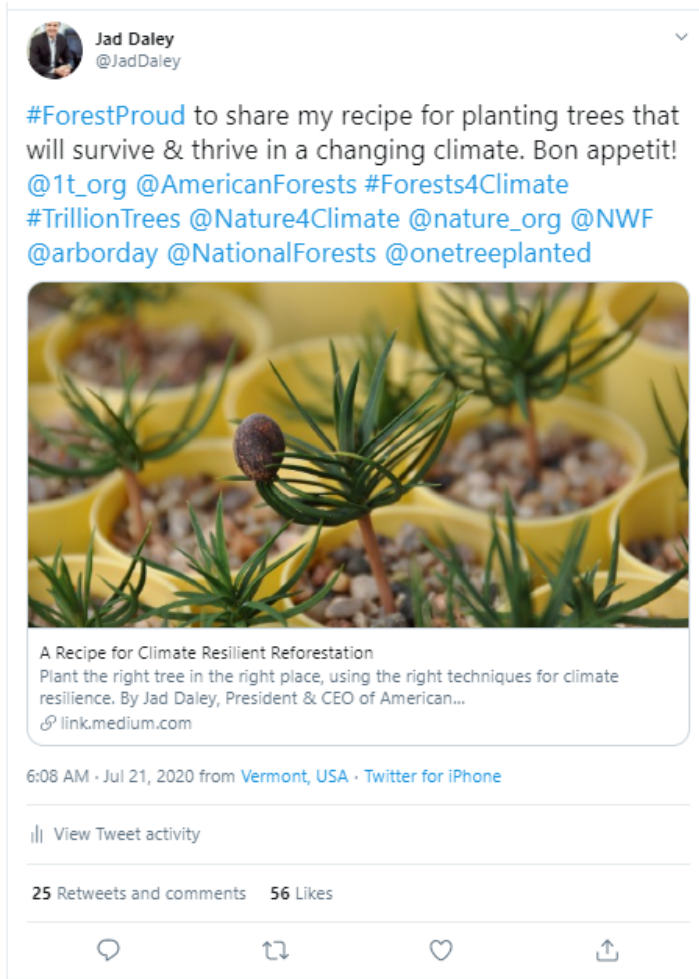 Jad Daley
@JadDaley
#ForestProud to share my recipe for planting trees that
will survive & thrive in a changing climate. Bon appetit!
@1t_org @AmericanForests #Forests4Climate
#TrillionTrees @Nature4Climate @nature_org @NWF
@arborday @NationalForests @onetreeplanted
A Recipe for Climate Resilient Reforestation
Plant the right tree in the right place, using the right techniques for climate
resilience. By Jad Daley, President & CEO of American...
link.medium.com
6:08 AM · Jul 21, 2020 from Vermont, USA · Twitter for iPhone
View Tweet activity
25 Retweets and comments 56 Likes